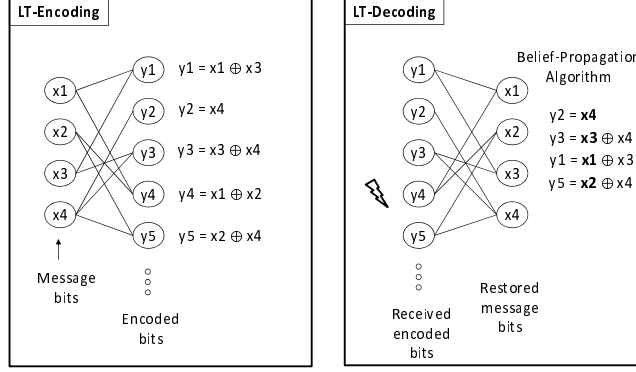 LT-Encoding
x1
x2
x3
x4
y1
y2
y3
y4
y5
y1 = x1 ⊕ x3
y2 = x4
y3 = x3 ⊕ x4
y4 = x1 ⊕ x2
y5 = x2 ⊕ x4
Message
bits
Encoded
bits
LT-Decoding
y1
y2
y3
y4
y5
x1
x2
x3
x4
Belief-Propagation
Algorithm
y2 = x4
y3 = x3 ⊕ x4
y1 = x1 ⊕ x3
y5 = x2 ⊕ x4
Received
encoded
bits
Restored
message
bits